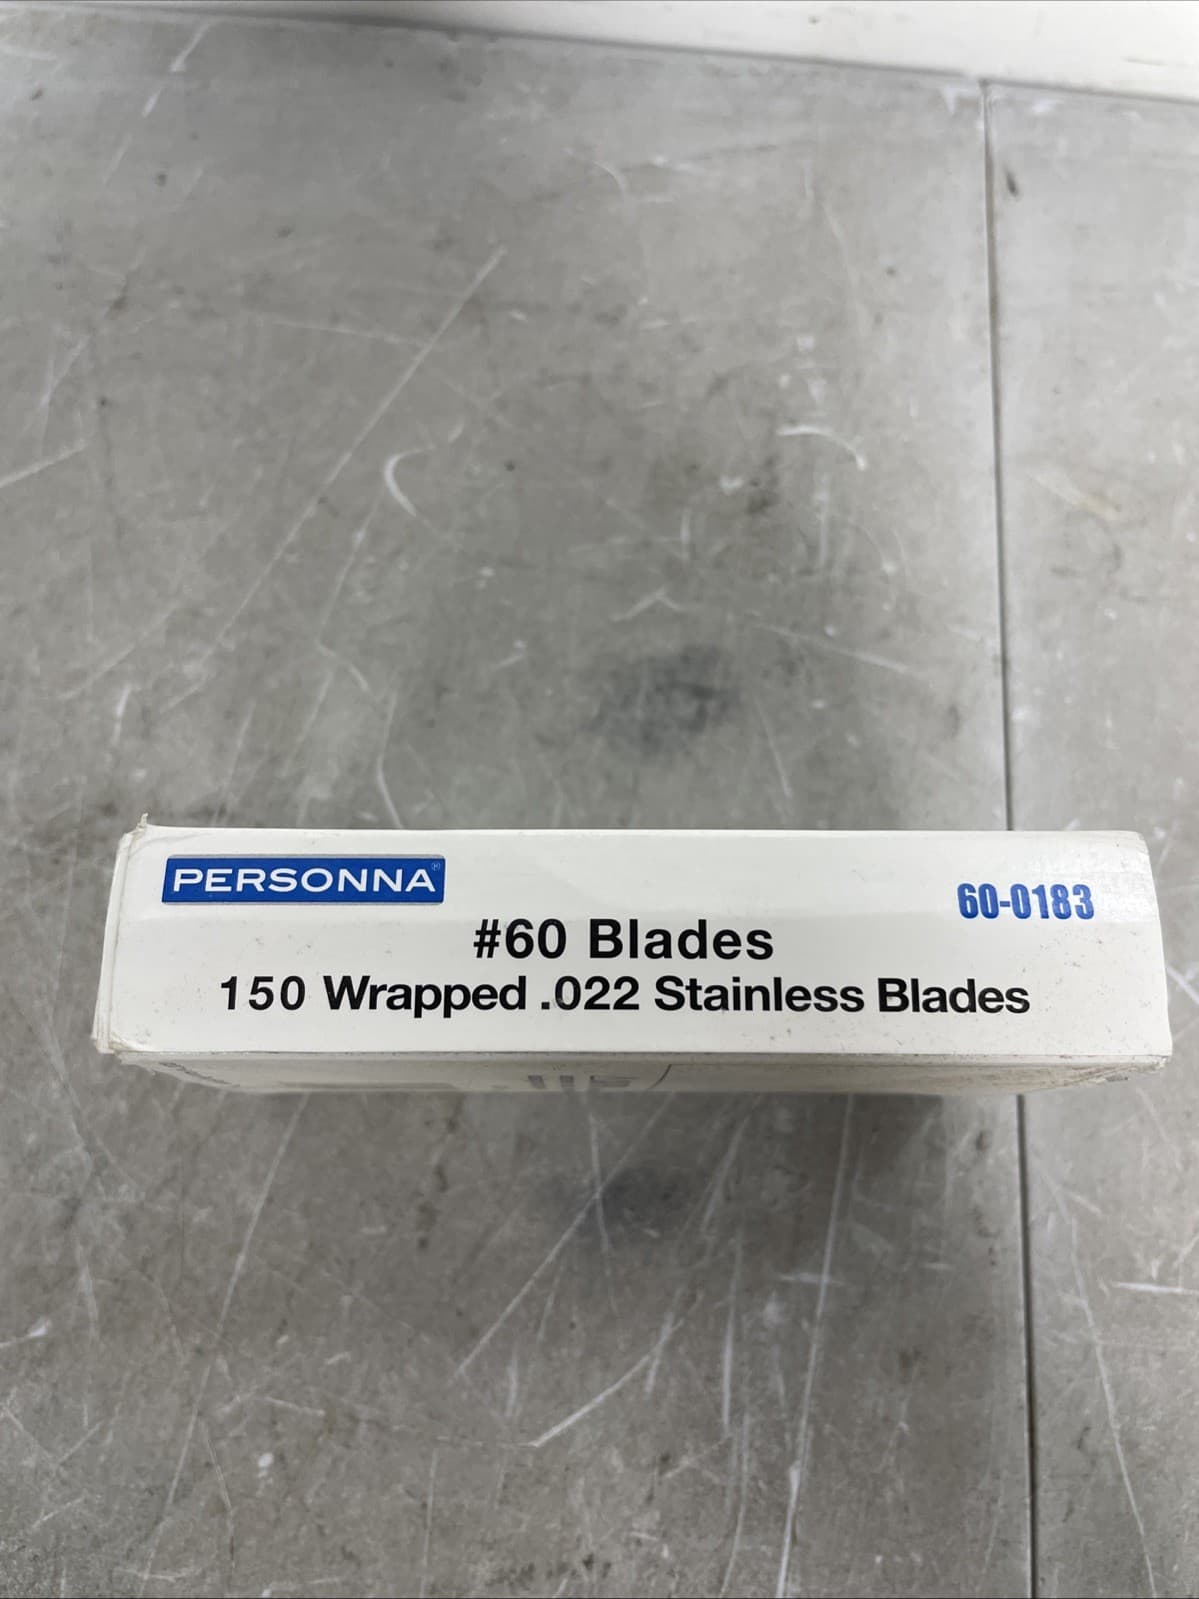 PERSONNA®
60-0183
#60 Blades
150 Wrapped .022 Stainless Blades